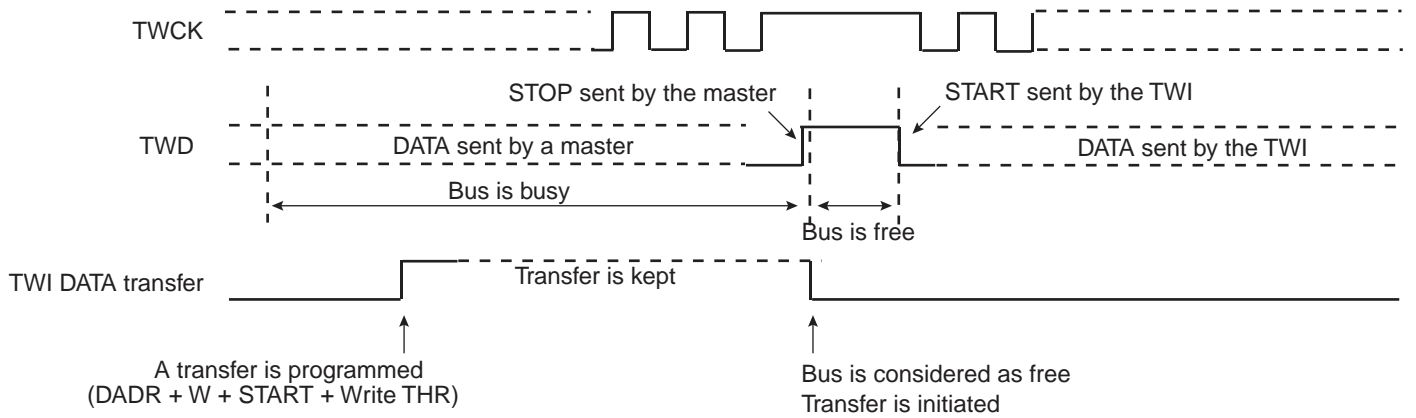 TWCK
STOP sent by the master
START sent by the TWI
TWD
DATA sent by a master
DATA sent by the TWI
Bus is busy
Bus is free
TWI DATA transfer
Transfer is kept
A transfer is programmed
(DADR + W + START + Write THR)
Bus is considered as free
Transfer is initiated